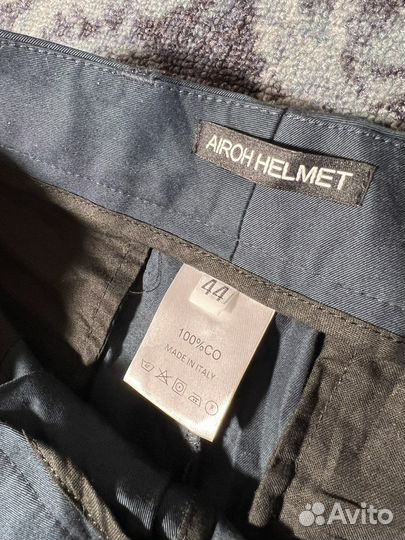 AIROH HELMET
44
100%CO
MADE IN ITALY
Avito